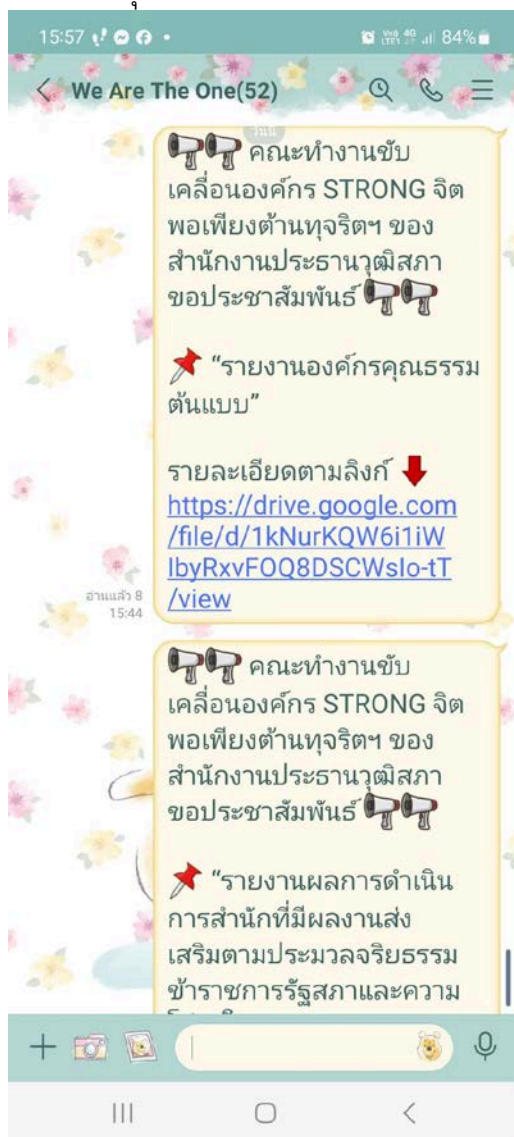 15:57
84%
We Are The One(52)
วันนี้
คณะทำงานขับ
เคลื่อนองค์กร STRONG จิต
พอเพียงต้านทุจริตฯ ของ
สำนักงานประธานวุฒิสภา
ขอประชาสัมพันธ์
“รายงานองค์กรคุณธรรม
ต้นแบบ”
รายละเอียดตามลิงก์
https://drive.google.com
/file/d/1kNurKQW6i1iW
IbyRxvFOQ8DSCWsIo-tT
/view
อ่านแล้ว 8
15:44
คณะทำงานขับ
เคลื่อนองค์กร STRONG จิต
พอเพียงต้านทุจริตฯ ของ
สำนักงานประธานวุฒิสภา
ขอประชาสัมพันธ์
“รายงานผลการดำเนิน
การสำนักที่มีผลงานส่ง
เสริมตามประมวลจริยธรรม
ข้าราชการรัฐสภาและความ